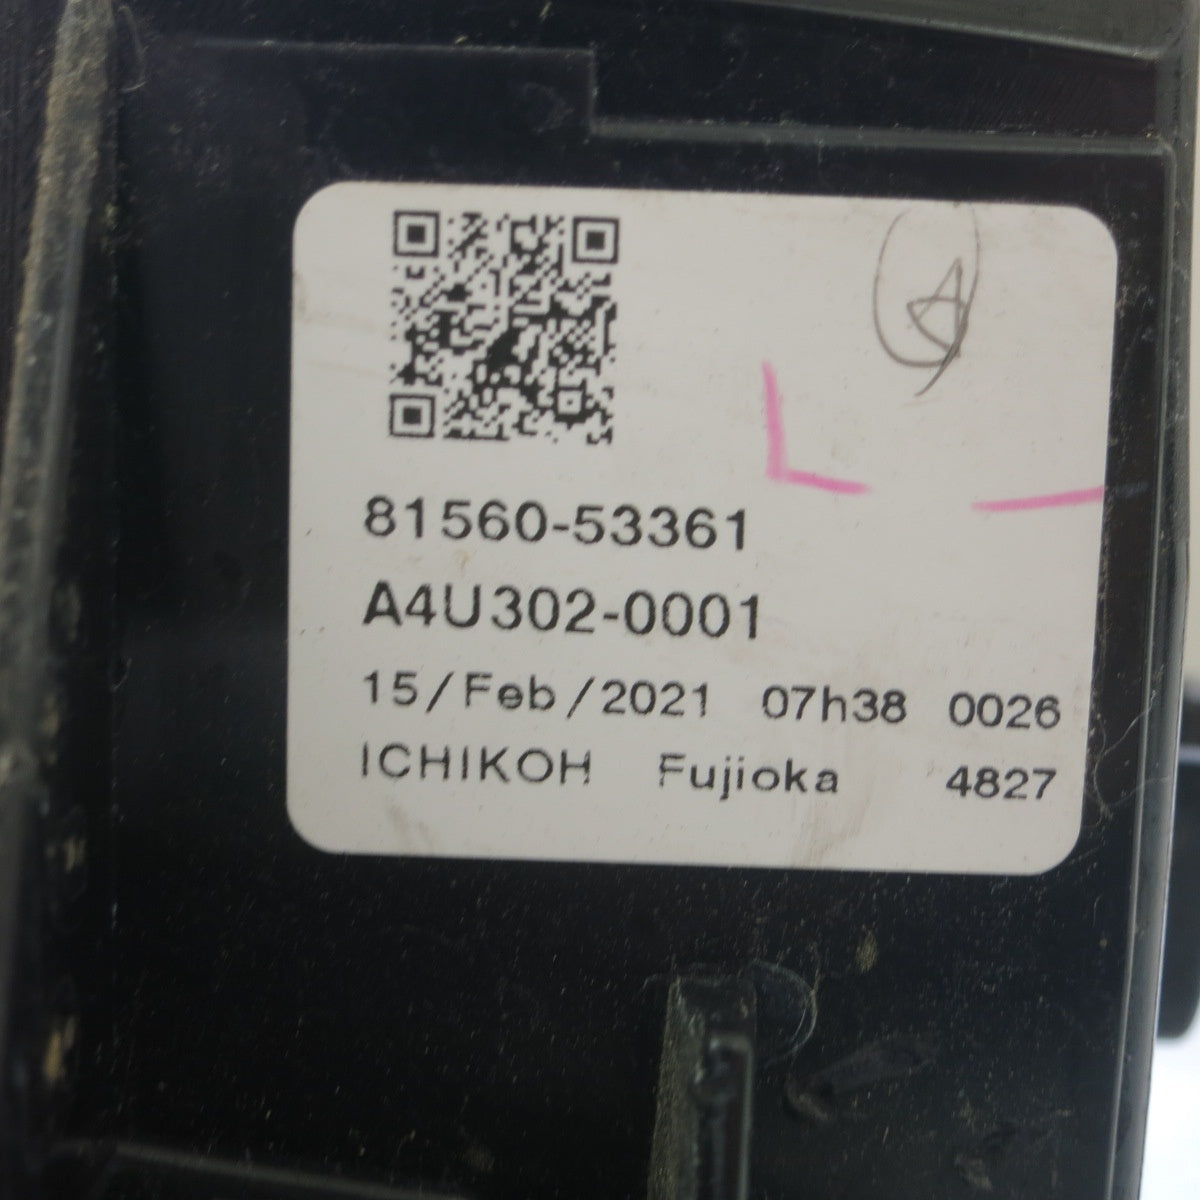 A
L
81560-53361
A4U302-0001
15/Feb/2021 07h38 0026
ICHIKOH Fujioka 4827